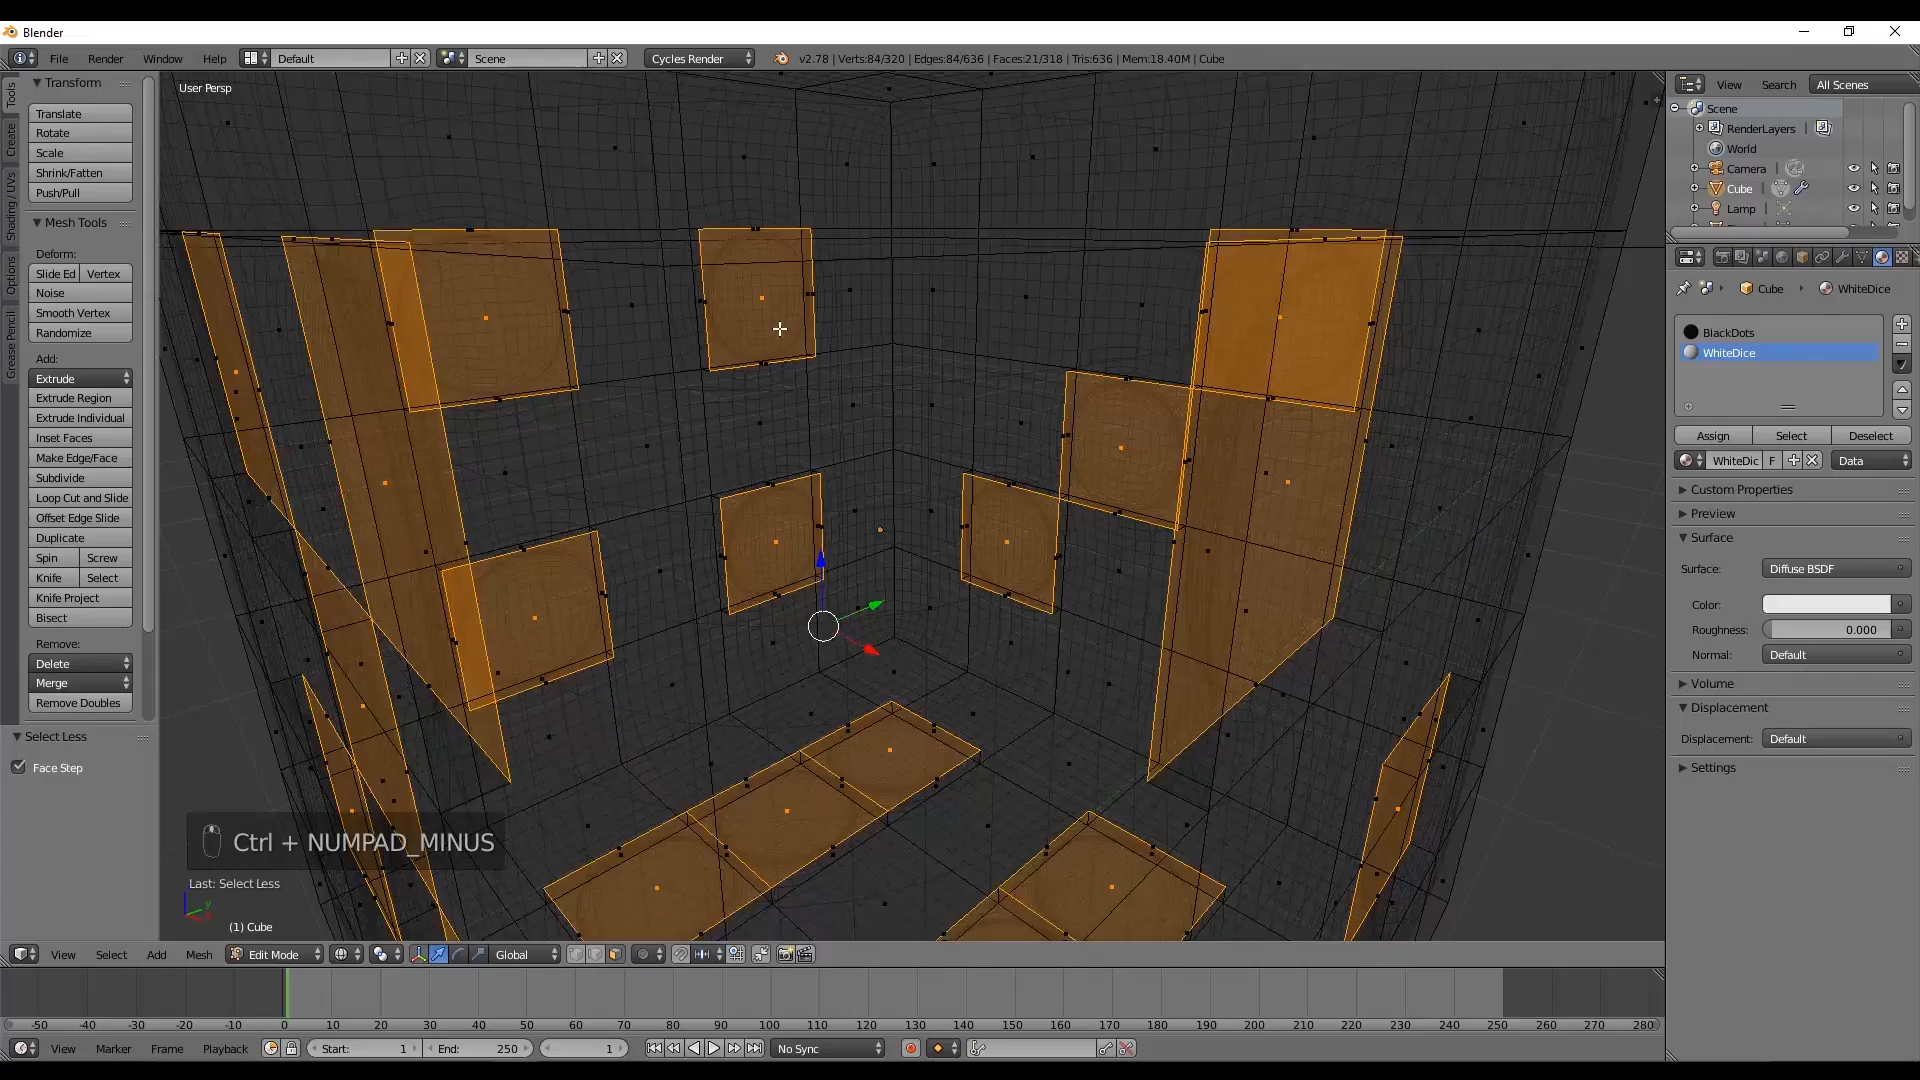 Blender
File Render Window Help Default Scene Cycles Render v2.78 | Verts:84/320 | Edges:84/636 | Faces:21/318 | Tris:636 | Mem:18.40M | Cube
Transform
Translate
Rotate
Scale
Shrink/Fatten
Push/Pull
Mesh Tools
Deform:
Slide Ed Vertex
Noise
Smooth Vertex
Randomize
Add:
Extrude
Extrude Region
Extrude Individual
Inset Faces
Make Edge/Face
Subdivide
Loop Cut and Slide
Offset Edge Slide
Duplicate
Spin Screw
Knife Select
Knife Project
Bisect
Remove:
Delete
Merge
Remove Doubles
Tools
Create
Shading / UVs
Options
Grease Pencil
Select Less
Face Step
User Persp
Ctrl + NUMPAD_MINUS
Last: Select Less
y
(1) Cube
View Select Add Mesh Edit Mode Global
View Search All Scenes
Scene
RenderLayers
World
Camera
Cube
Lamp
Cube WhiteDice
BlackDots
WhiteDice
Assign Select Deselect
WhiteDic F Data
Custom Properties
Preview
Surface
Surface: Diffuse BSDF
Color:
Roughness: 0.000
Normal: Default
Volume
Displacement
Displacement: Default
Settings
-50 -40 -30 -20 -10 0 10 20 30 40 50 60 70 80 90 100 110 120 130 140 150 160 170 180 190 200 210 220 230 240 250 260 270 280
View Marker Frame Playback Start: 1 End: 250 1 No Sync